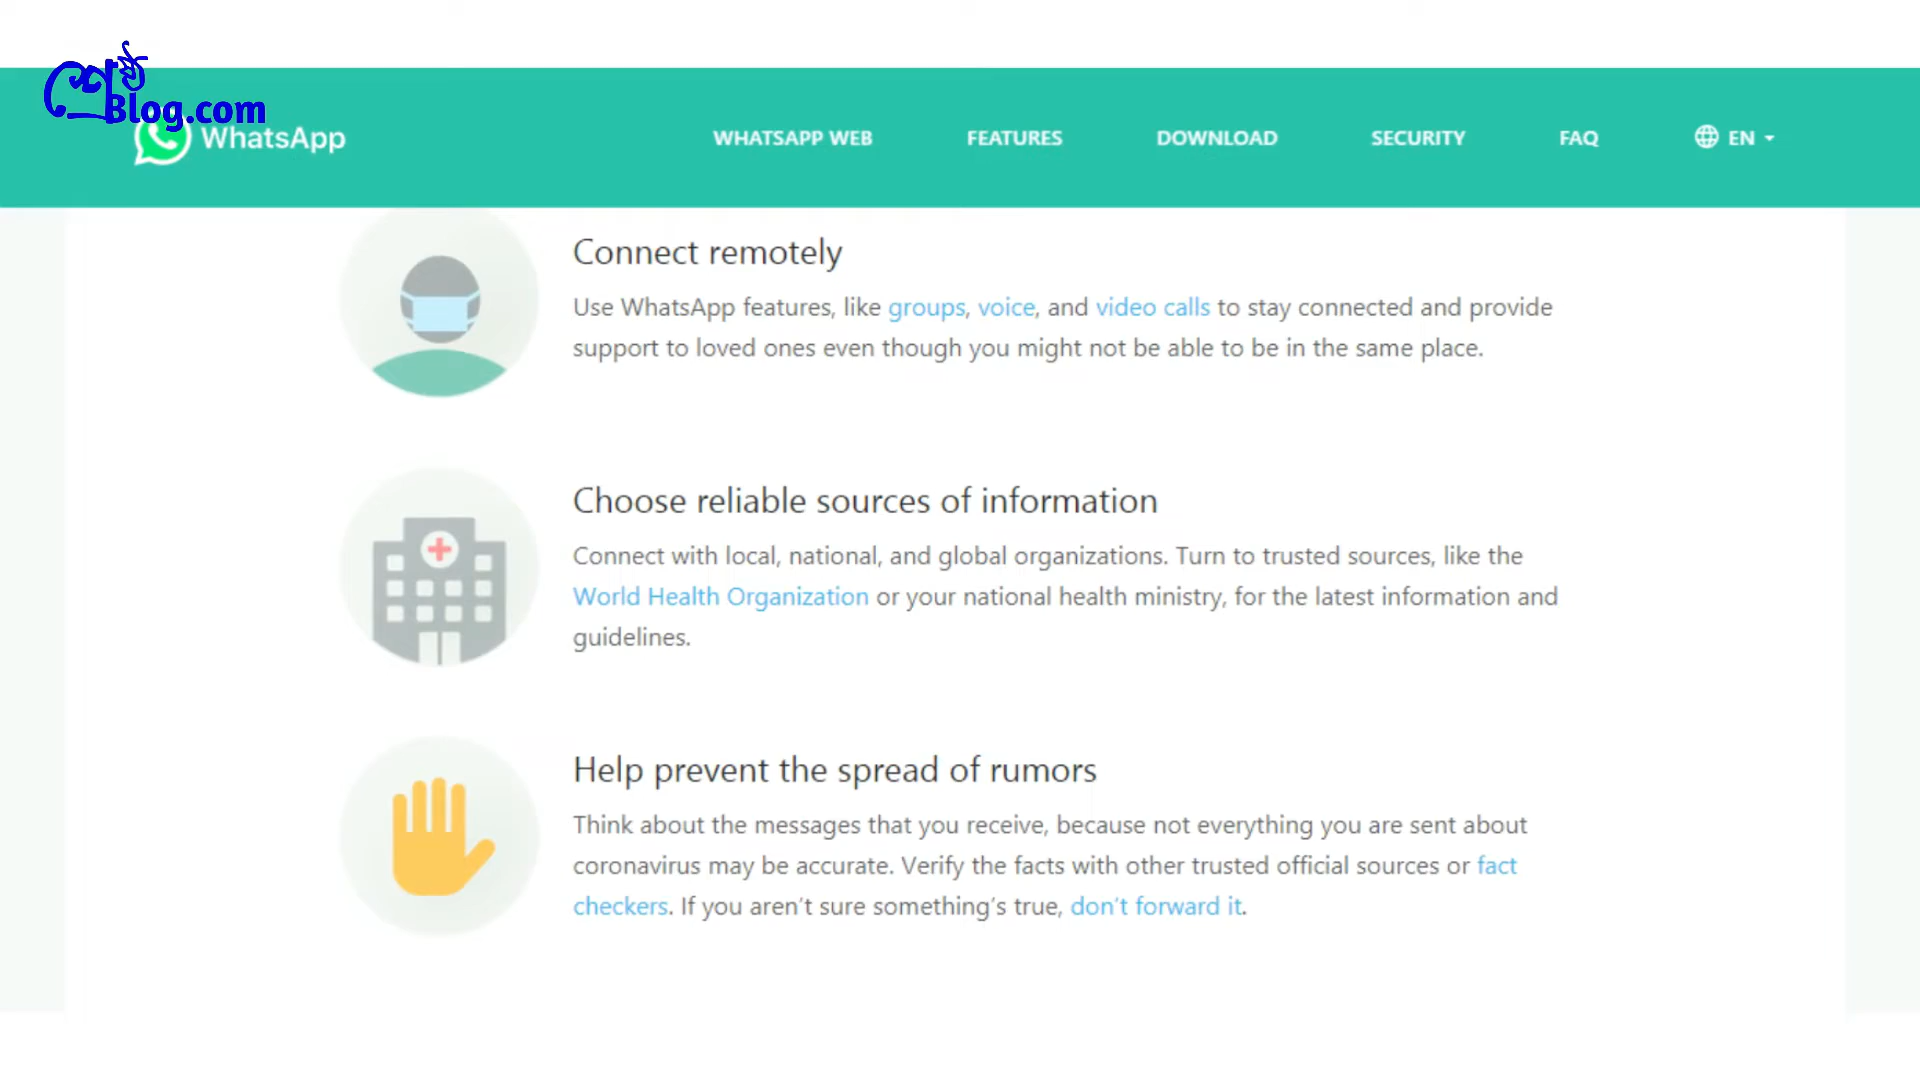 Blog.com
WhatsApp
WHATSAPP WEB FEATURES DOWNLOAD SECURITY FAQ EN
Connect remotely
Use WhatsApp features, like groups, voice, and video calls to stay connected and provide
support to loved ones even though you might not be able to be in the same place.
Choose reliable sources of information
Connect with local, national, and global organizations. Turn to trusted sources, like the
World Health Organization or your national health ministry, for the latest information and
guidelines.
Help prevent the spread of rumors
Think about the messages that you receive, because not everything you are sent about
coronavirus may be accurate. Verify the facts with other trusted official sources or fact
checkers. If you aren’t sure something’s true, don’t forward it.